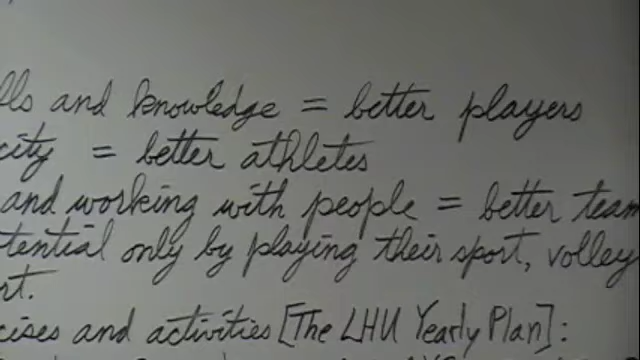 lls and knowledge = better players
city = better athletes
and working with people = better team
tential only by playing their sport, volley
rt.
cises and activities [The LHU Yearly Plan]: